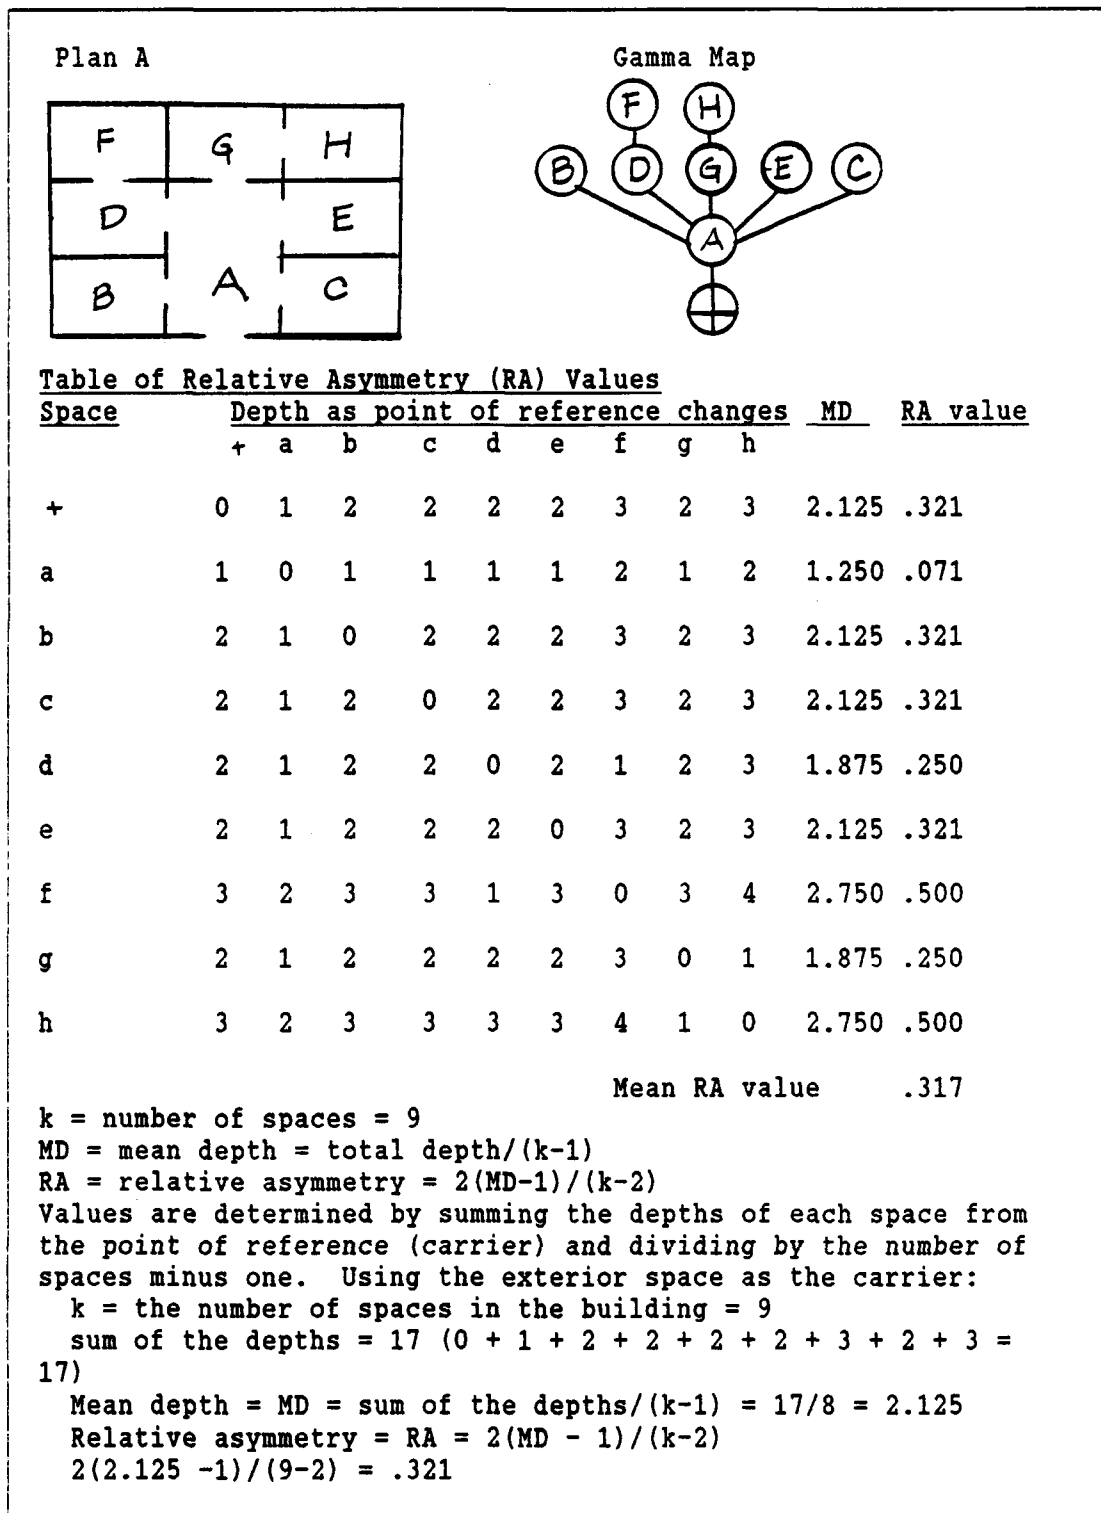 Plan A Gamma Map
F H
F G H
B D G E C
D E
A
B A C
Table of Relative Asymmetry (RA) Values
Space Depth as point of reference changes MD RA value
+ a b c d e f g h
+ 0 1 2 2 2 2 3 2 3 2.125 .321
a 1 0 1 1 1 1 2 1 2 1.250 .071
b 2 1 0 2 2 2 3 2 3 2.125 .321
c 2 1 2 0 2 2 3 2 3 2.125 .321
d 2 1 2 2 0 2 1 2 3 1.875 .250
e 2 1 2 2 2 0 3 2 3 2.125 .321
f 3 2 3 3 1 3 0 3 4 2.750 .500
g 2 1 2 2 2 2 3 0 1 1.875 .250
h 3 2 3 3 3 3 4 1 0 2.750 .500
Mean RA value .317
k = number of spaces = 9
MD = mean depth = total depth/(k-1)
RA = relative asymmetry = 2(MD-1)/(k-2)
Values are determined by summing the depths of each space from
the point of reference (carrier) and dividing by the number of
spaces minus one. Using the exterior space as the carrier:
k = the number of spaces in the building = 9
sum of the depths = 17 (0 + 1 + 2 + 2 + 2 + 2 + 3 + 2 + 3 =
17)
Mean depth = MD = sum of the depths/(k-1) = 17/8 = 2.125
Relative asymmetry = RA = 2(MD - 1)/(k-2)
2(2.125 -1)/(9-2) = .321